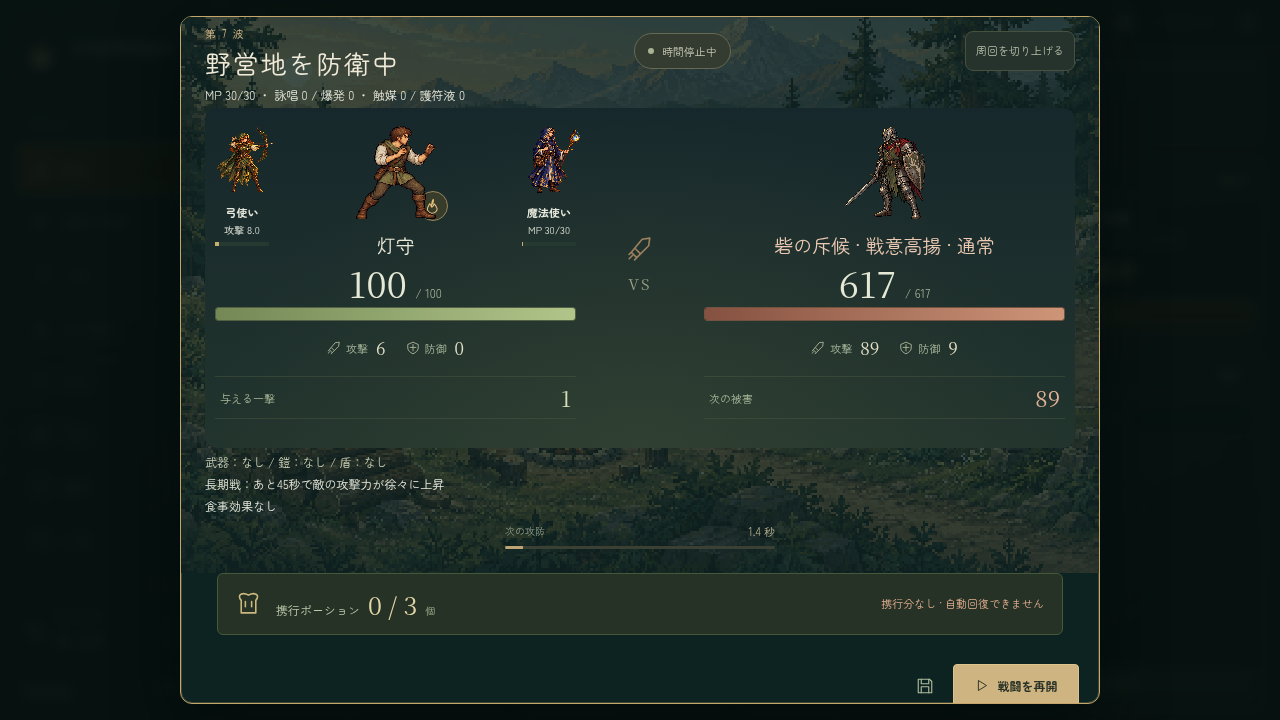 第 7 波
野営地を防衛中
MP 30/30 ・ 詠唱 0 / 爆発 0 ・ 触媒 0 / 護符液 0
時間停止中
周回を切り上げる
弓使い
攻撃 8.0
灯守
100 / 100
攻撃 6 防御 0
与える一撃 1
魔法使い
MP 30/30
VS
砦の斥候 · 戦意高揚 · 通常
617 / 617
攻撃 89 防御 9
次の被害 89
武器：なし / 鎧：なし / 盾：なし
長期戦：あと45秒で敵の攻撃力が徐々に上昇
食事効果なし
次の攻防 1.4 秒
携行ポーション 0 / 3 個
携行分なし · 自動回復できません
戦闘を再開